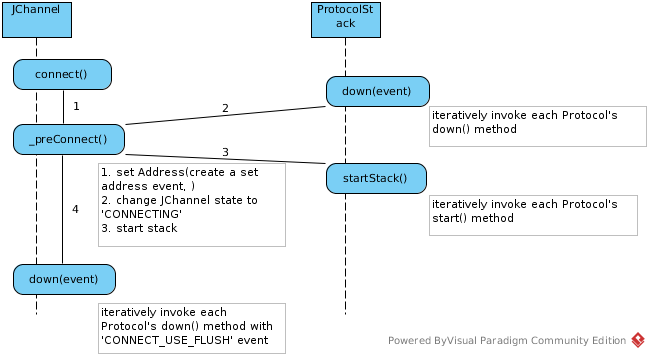 JChannel
ProtocolSt
ack
connect()
down(event)
1
2
iteratively invoke each Protocol's
down() method
_preConnect()
3
1. set Address(create a set
address event, )
2. change JChannel state to
'CONNECTING'
3. start stack
startStack()
4
iteratively invoke each Protocol's
start() method
down(event)
iteratively invoke each
Protocol's down() method with
'CONNECT_USE_FLUSH' event
Powered ByVisual Paradigm Community Edition